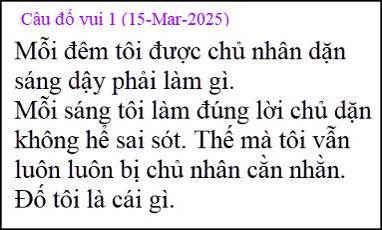 Câu đố vui 1 (15-Mar-2025)
Mỗi đêm tôi được chủ nhân dặn
sáng dậy phải làm gì.
Mỗi sáng tôi làm đúng lời chủ dặn
không hề sai sót. Thế mà tôi vẫn
luôn luôn bị chủ nhân cằn nhằn.
Đố tôi là cái gì.